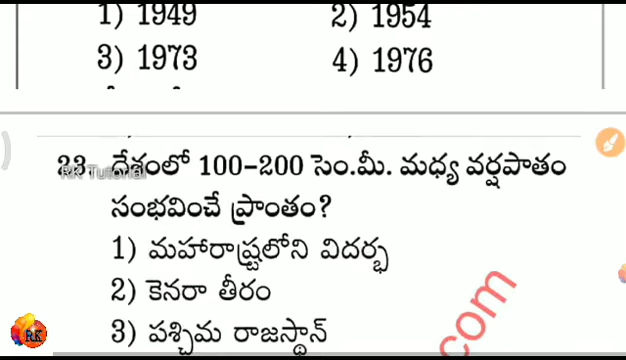 1) 1949 2) 1954
3) 1973 4) 1976
23. దేశంలో 100-200 సెం.మీ. మధ్య వర్షపాతం
RK Tutorial
సంభవించే ప్రాంతం?
1) మహారాష్ట్రలోని విదర్భ
2) కెనరా తీరం
3) పశ్చిమ రాజస్థాన్
com
RK